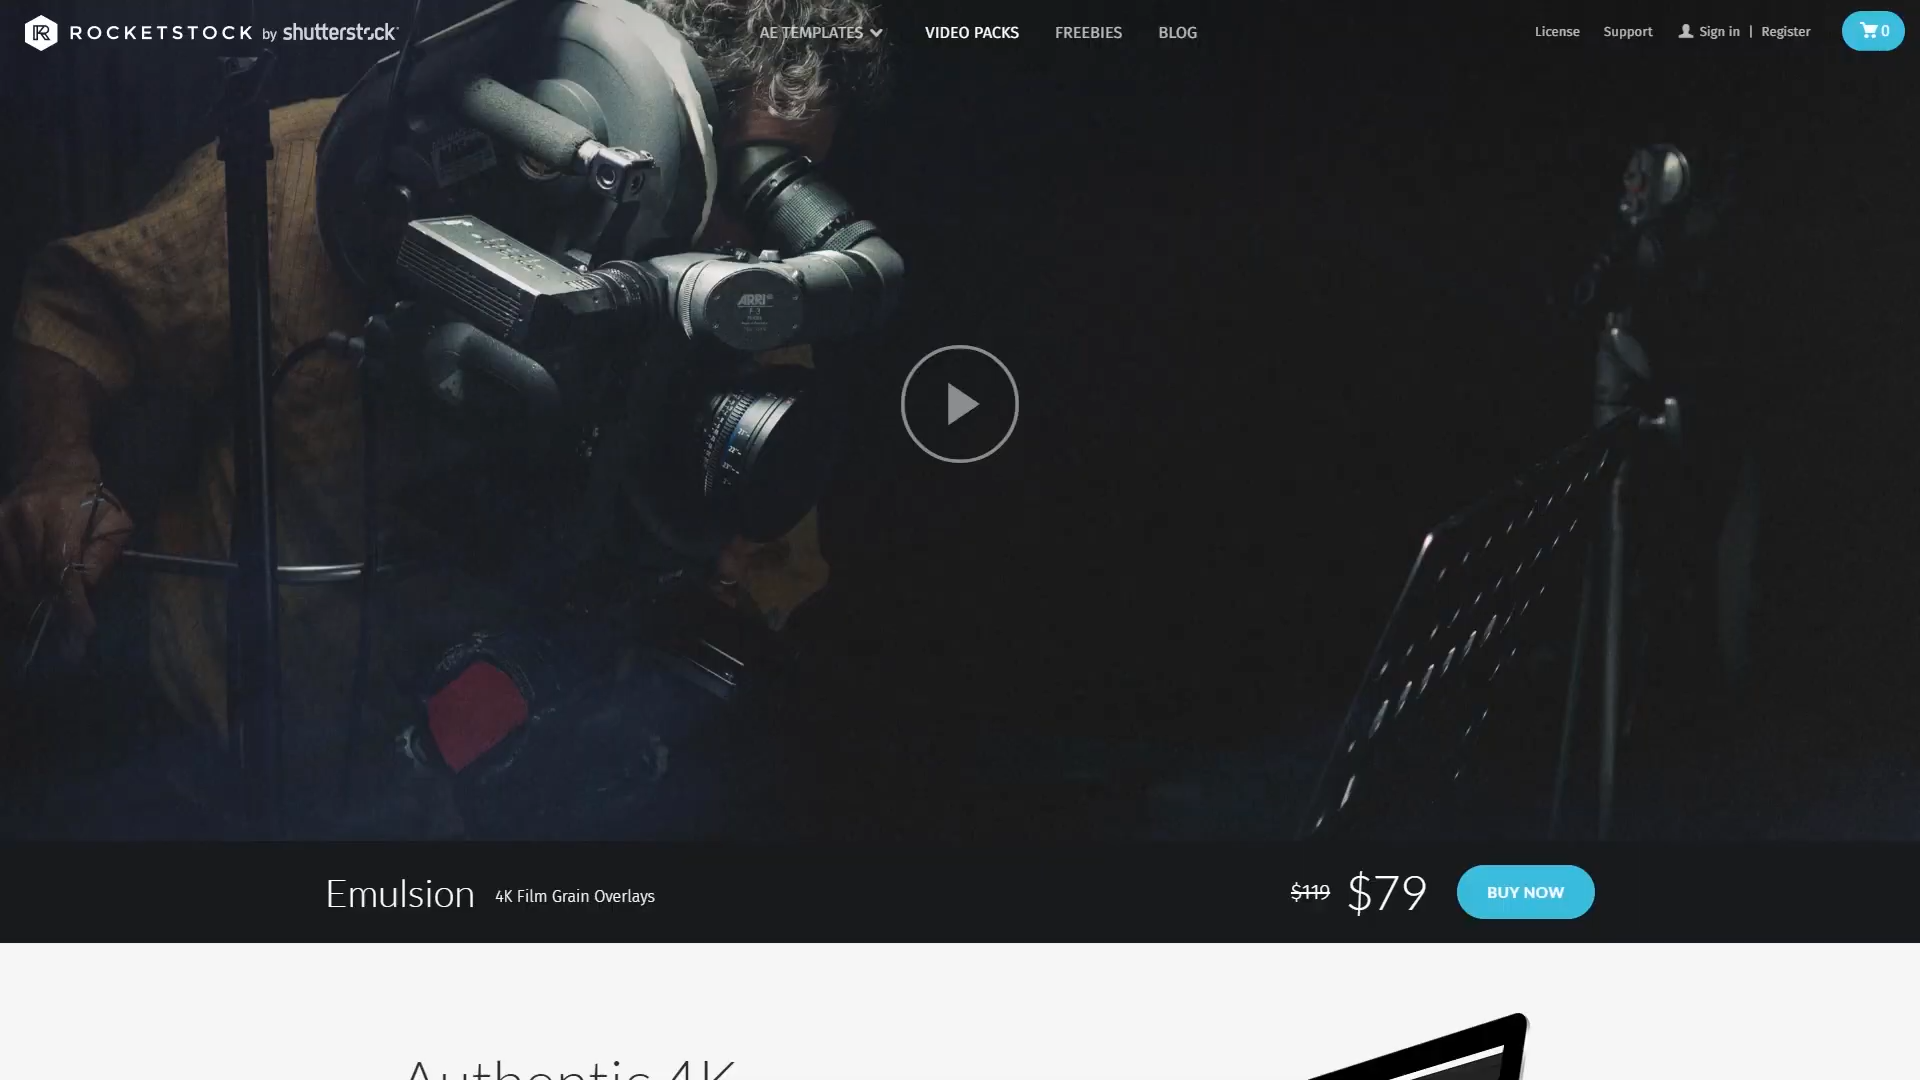 ROCKETSTOCK by shutterstock
AE TEMPLATES
VIDEO PACKS
FREEBIES
BLOG
License
Support
Sign in | Register
0
ARRI
Emulsion
4K Film Grain Overlays
$119
$79
BUY NOW
Authentic 4K